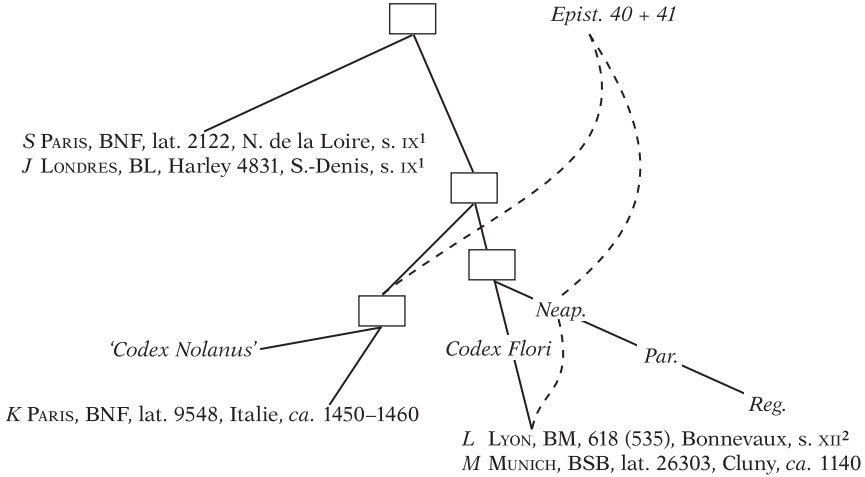 Epist. 40 + 41
S PARIS, BNF, lat. 2122, N. de la Loire, s. IX¹
J LONDRES, BL, Harley 4831, S.-Denis, s. IX¹
Neap.
'Codex Nolanus'
Codex Flori
Par.
Reg.
K PARIS, BNF, lat. 9548, Italie, ca. 1450–1460
L LYON, BM, 618 (535), Bonnevaux, s. XII²
M MUNICH, BSB, lat. 26303, Cluny, ca. 1140